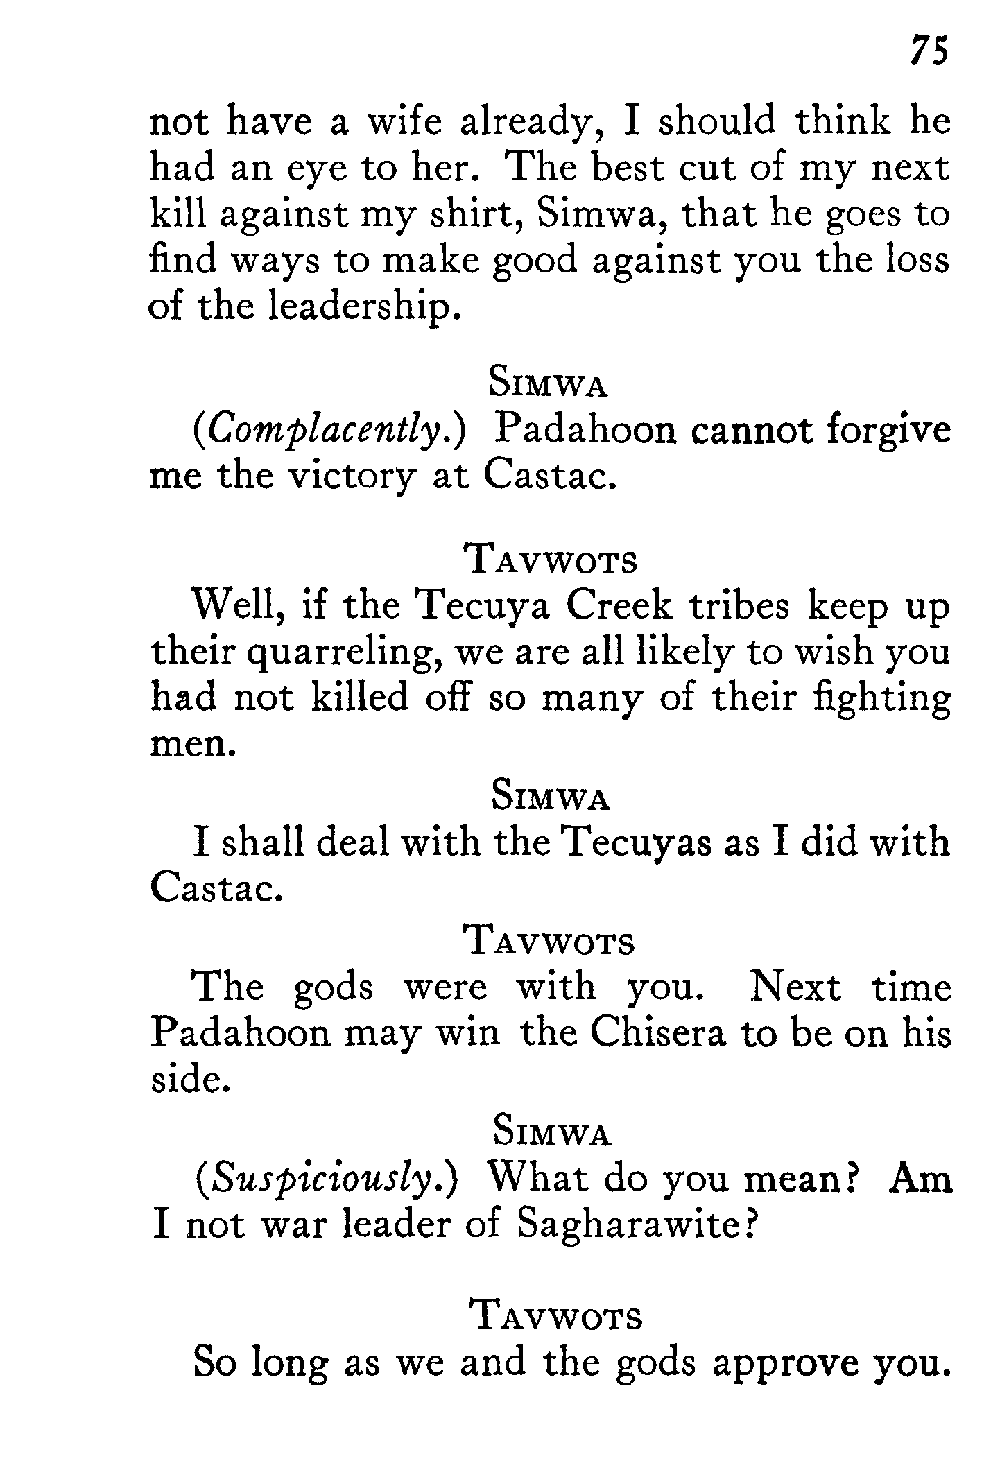 75
not have a wife already, I should think he
had an eye to her. The best cut of my next
kill against my shirt, Simwa, that he goes to
find ways to make good against you the loss
of the leadership.
Simwa
(Complacently.) Padahoon cannot forgive
me the victory at Castac.
Tavwots
Well, if the Tecuya Creek tribes keep up
their quarreling, we are all likely to wish you
had not killed off so many of their fighting
men.
Simwa
I shall deal with the Tecuyas as I did with
Castac.
Tavwots
The gods were with you. Next time
Padahoon may win the Chisera to be on his
side.
Simwa
(Suspiciously.) What do you mean? Am
I not war leader of Sagharawite?
Tavwots
So long as we and the gods approve you.